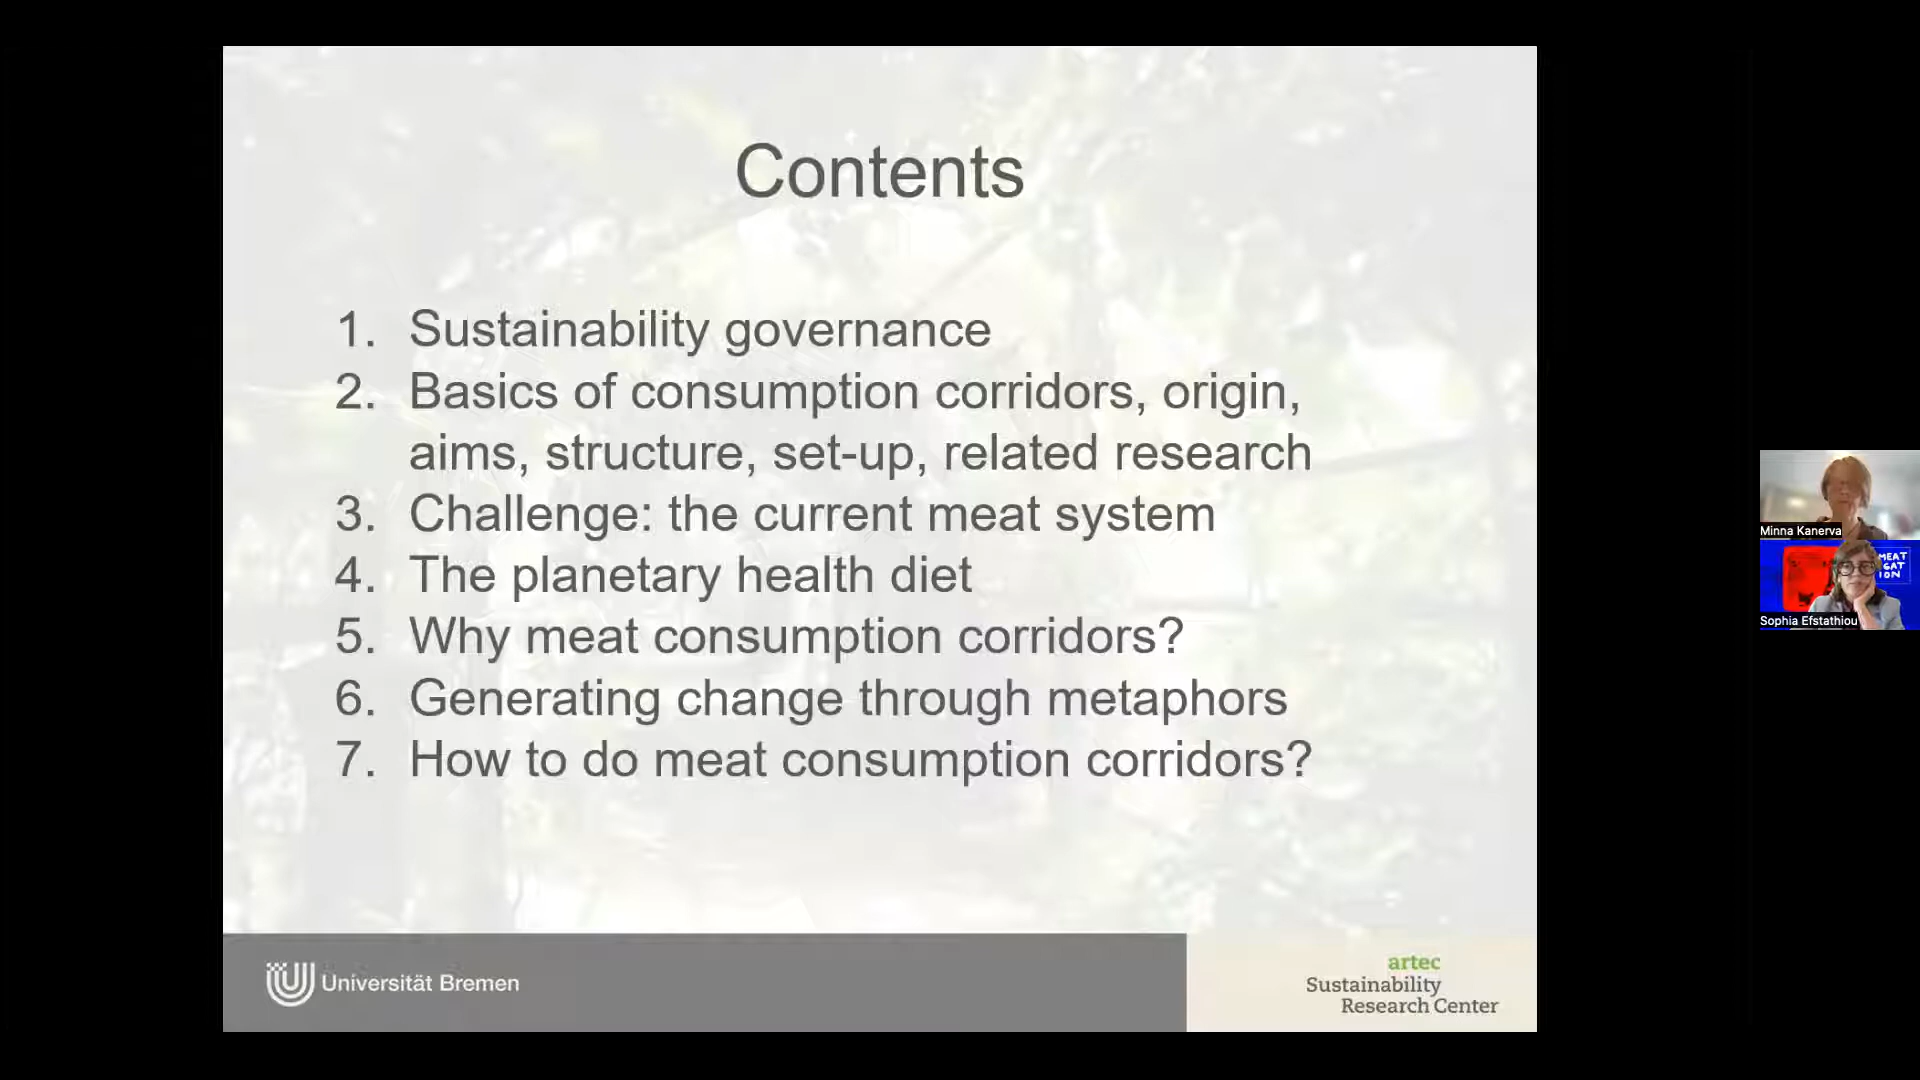 Contents
1. Sustainability governance
2. Basics of consumption corridors, origin,
aims, structure, set-up, related research
3. Challenge: the current meat system
4. The planetary health diet
5. Why meat consumption corridors?
6. Generating change through metaphors
7. How to do meat consumption corridors?
Universität Bremen
artec
Sustainability
Research Center
Minna Kanerva
MEAT
GAT
ION
Sophia Efstathiou